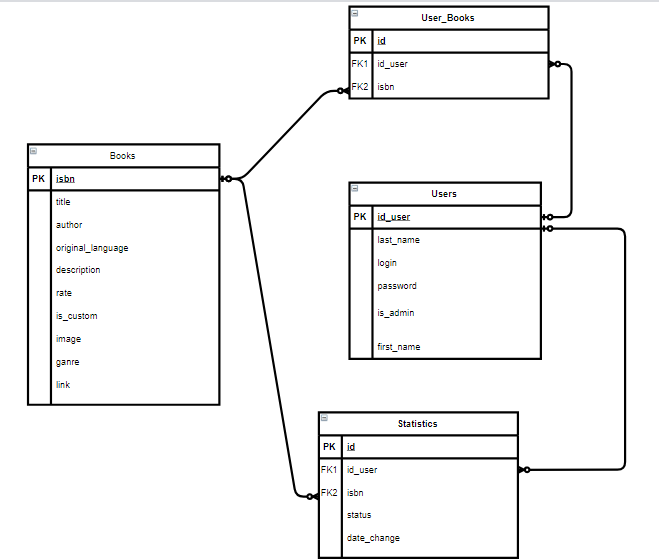 User_Books
PK id
FK1 id_user
FK2 isbn
Books
PK isbn
title
author
original_language
description
rate
is_custom
image
ganre
link
Users
PK id_user
last_name
login
password
is_admin
first_name
Statistics
PK id
FK1 id_user
FK2 isbn
status
date_change